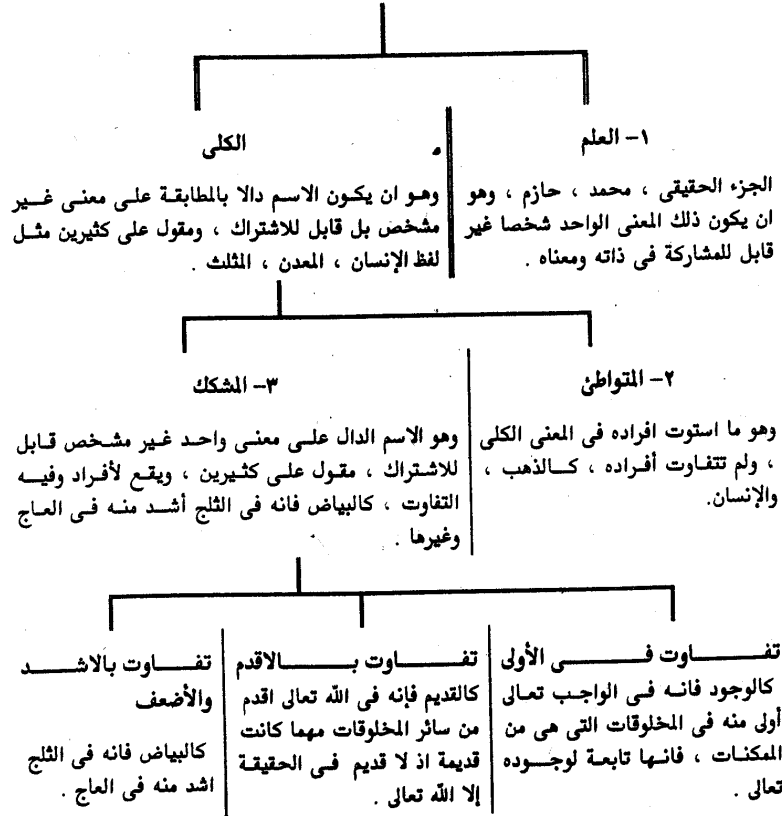 ١- العلم
الجزء الحقيقى ، محمد ، حازم ، وهو
ان يكون ذلك المعنى الواحد شخصا غير
قابل للمشاركة فى ذاته ومعناه .
الكلى
وهو ان يكون الاسم دالا بالمطابقة على معنى غير
مشخص بل قابل للاشتراك ، ومقول على كثيرين مثل
لفظ الإنسان ، المعدن ، المثلث .
٢- المتواطئ
وهو ما استوت افراده فى المعنى الكلى
، ولم تتفاوت أفراده ، كالذهب ،
والإنسان.
٣- المشكك
وهو الاسم الدال على معنى واحد غير مشخص قابل
للاشتراك ، مقول على كثيرين ، ويقع لأفراد وفيه
التفاوت ، كالبياض فانه فى الثلج أشد منه فى العاج
وغيرها .
تفاوت فى الأولى
كالوجود فانه فى الواجب تعالى
أولى منه فى المخلوقات التى هى من
الممكنات ، فانها تابعة لوجوده
تعالى .
تفاوت بالاقدم
كالقديم فإنه فى الله تعالى اقدم
من سائر المخلوقات مهما كانت
قديمة اذ لا قديم فى الحقيقة
إلا الله تعالى .
تفاوت بالاشد
والأضعف
كالبياض فانه فى الثلج
اشد منه فى العاج .